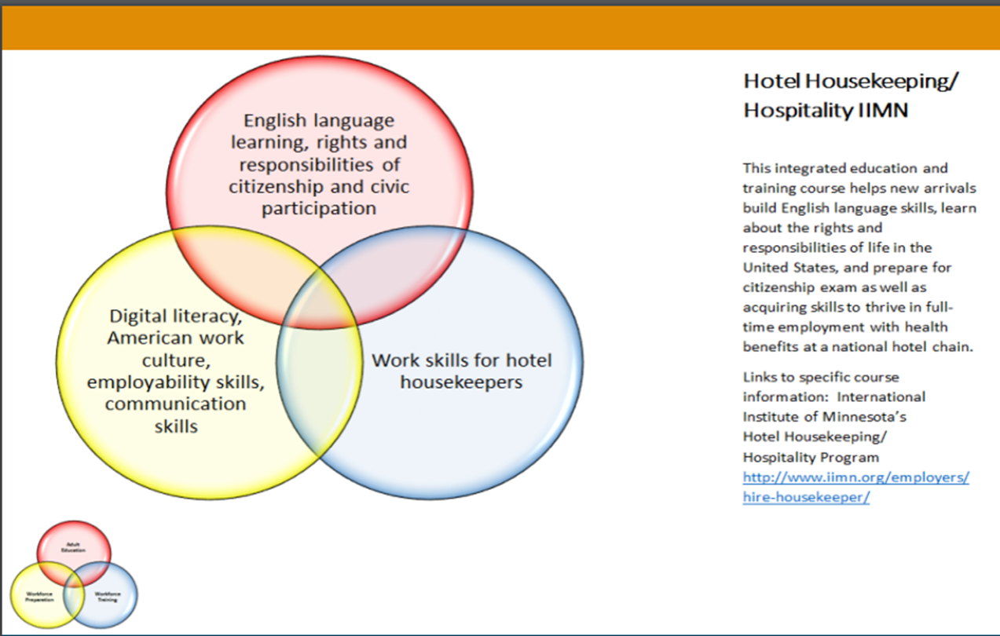 English language
learning, rights and
responsibilities of
citizenship and civic
participation
Digital literacy,
American work
culture,
employability skills,
communication
skills
Work skills for hotel
housekeepers
Hotel Housekeeping/
Hospitality IIMN
This integrated education and
training course helps new arrivals
build English language skills, learn
about the rights and
responsibilities of life in the
United States, and prepare for
citizenship exam as well as
acquiring skills to thrive in full-
time employment with health
benefits at a national hotel chain.
Links to specific course
information: International
Institute of Minnesota’s
Hotel Housekeeping/
Hospitality Program
http://www.iimn.org/employers/
hire-housekeeper/
Adult
Education
Workforce
Preparation
Workforce
Training